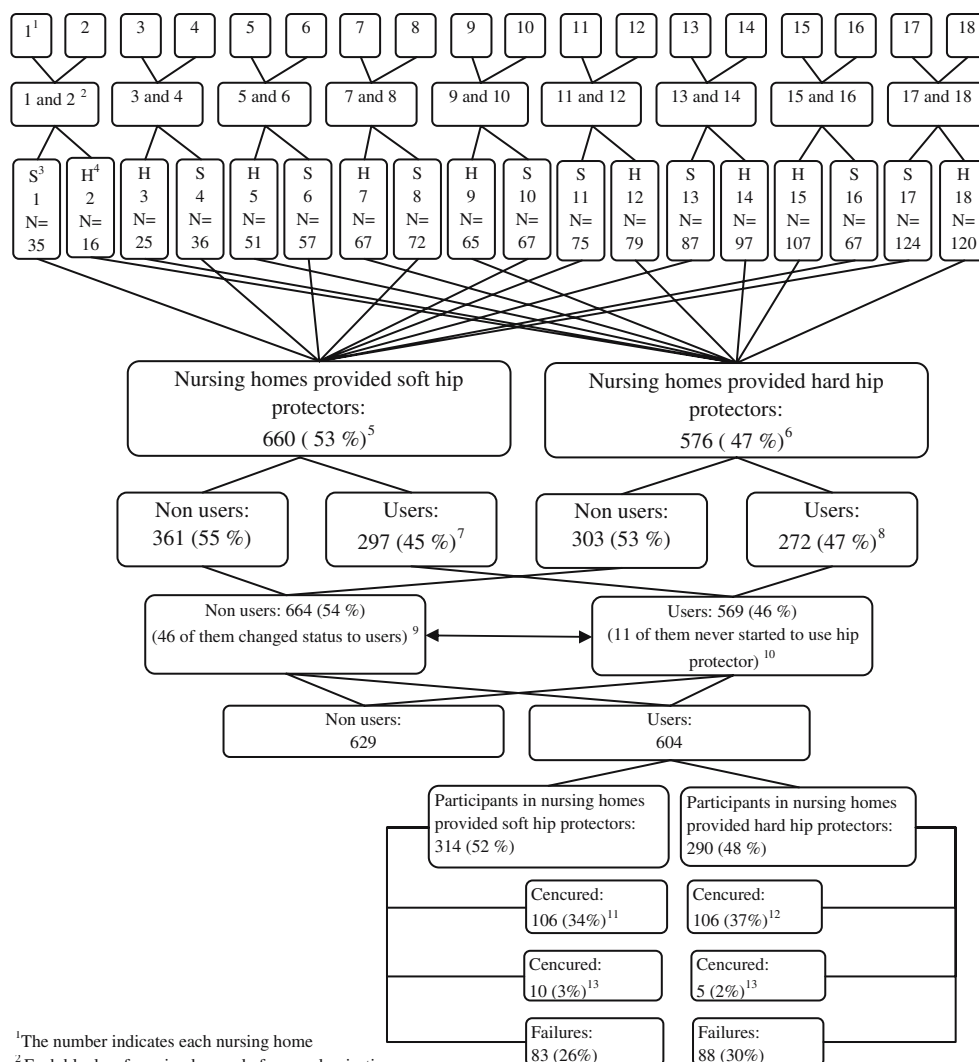 1¹ 2 3 4 5 6 7 8 9 10 11 12 13 14 15 16 17 18
1 and 2 ² 3 and 4 5 and 6 7 and 8 9 and 10 11 and 12 13 and 14 15 and 16 17 and 18
S³ H⁴ H S H S H S H S S H S H H S S H
1 2 3 4 5 6 7 8 9 10 11 12 13 14 15 16 17 18
N= N= N= N= N= N= N= N= N= N= N= N= N= N= N= N= N= N=
35 16 25 36 51 57 67 72 65 67 75 79 87 97 107 67 124 120
Nursing homes provided soft hip
protectors:
660 ( 53 %)⁵
Nursing homes provided hard hip
protectors:
576 ( 47 %)⁶
Non users:
361 (55 %)
Users:
297 (45 %)⁷
Non users:
303 (53 %)
Users:
272 (47 %)⁸
Non users: 664 (54 %)
(46 of them changed status to users) ⁹
Users: 569 (46 %)
(11 of them never started to use hip
protector) ¹⁰
Non users:
629
Users:
604
Participants in nursing homes
provided soft hip protectors:
314 (52 %)
Participants in nursing homes
provided hard hip protectors:
290 (48 %)
Cencured:
106 (34%)¹¹
Cencured:
106 (37%)¹²
Cencured:
10 (3%)¹³
Cencured:
5 (2%)¹³
Failures:
83 (26%)
Failures:
88 (30%)
¹The number indicates each nursing home